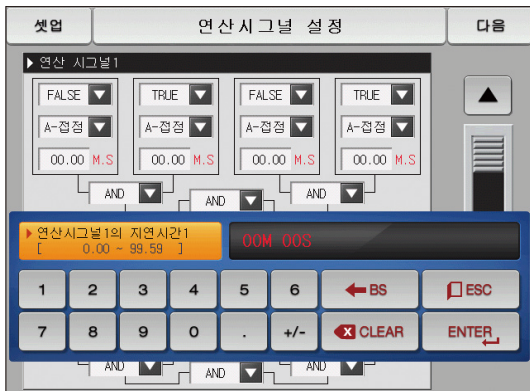 셋업 연산시그널 설정 다음
▶ 연산 시그널1
FALSE TRUE FALSE TRUE
A-접점 A-접점 A-접점 A-접점
00.00 M.S 00.00 M.S 00.00 M.S 00.00 M.S
AND AND AND
▶ 연산시그널1의 지연시간1
[ 0.00 ~ 99.59 ]
00M 00S
1 2 3 4 5 6 BS ESC
7 8 9 0 . +/- CLEAR ENTER
AND AND AND